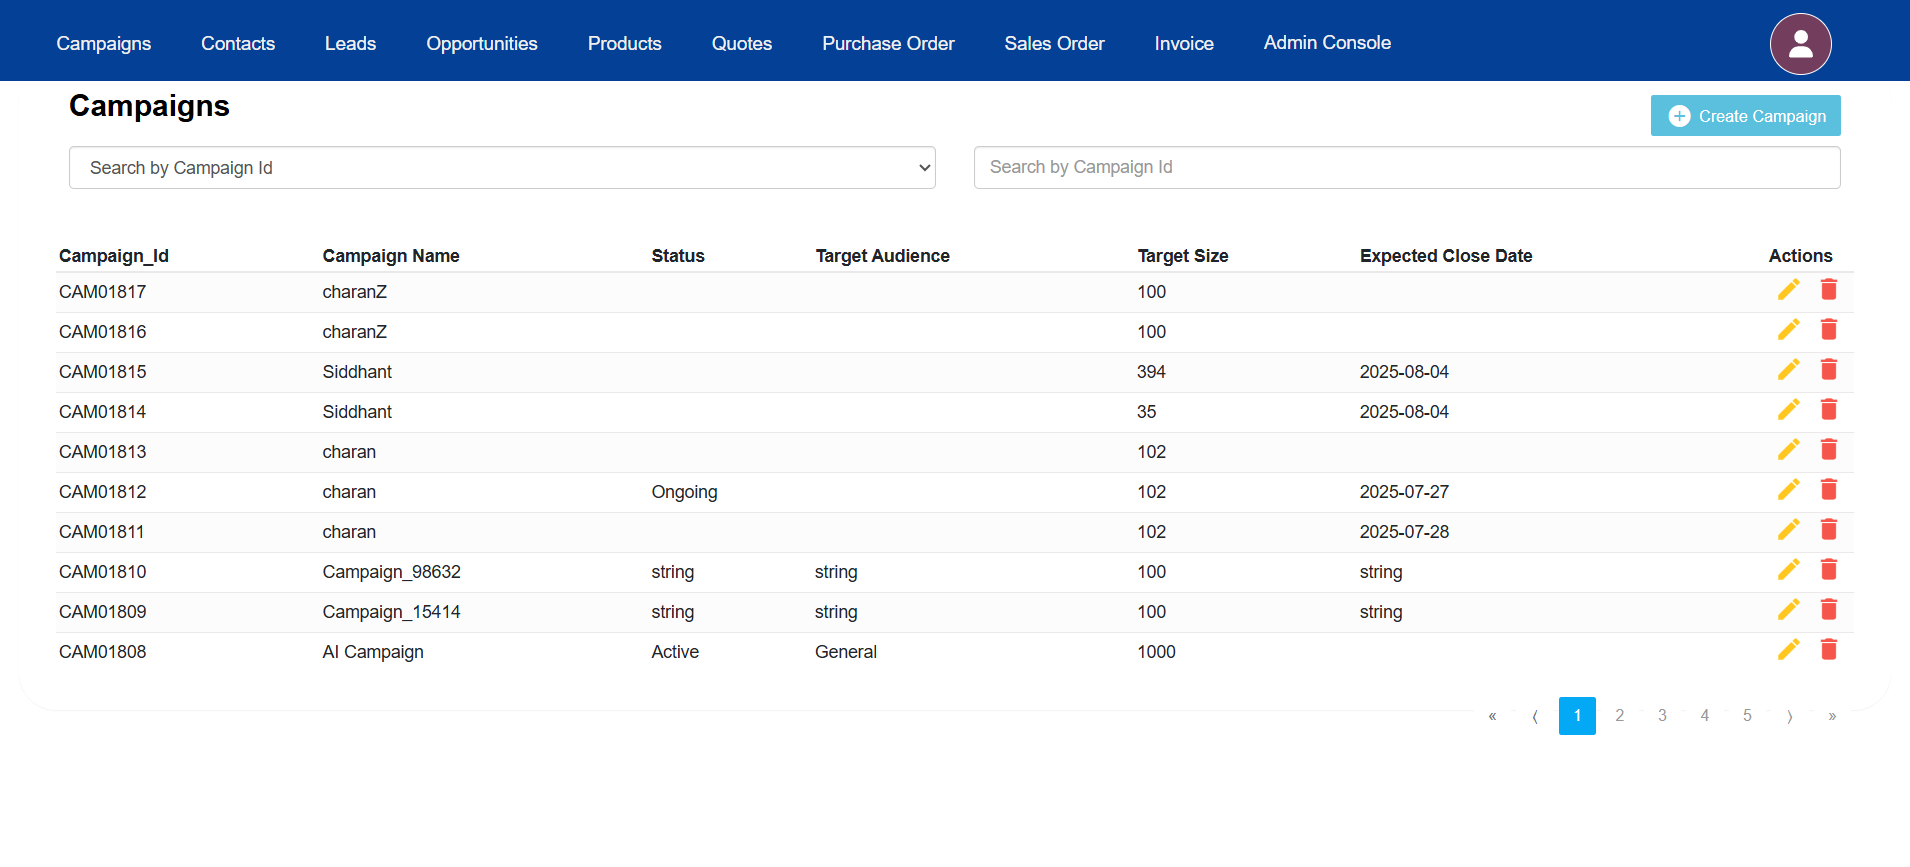 Campaigns Contacts Leads Opportunities Products Quotes Purchase Order Sales Order Invoice Admin Console
Campaigns
Create Campaign
Search by Campaign Id Search by Campaign Id
Campaign_Id Campaign Name Status Target Audience Target Size Expected Close Date Actions
CAM01817 charanZ 100
CAM01816 charanZ 100
CAM01815 Siddhant 394 2025-08-04
CAM01814 Siddhant 35 2025-08-04
CAM01813 charan 102
CAM01812 charan Ongoing 102 2025-07-27
CAM01811 charan 102 2025-07-28
CAM01810 Campaign_98632 string string 100 string
CAM01809 Campaign_15414 string string 100 string
CAM01808 AI Campaign Active General 1000
« ⟨ 1 2 3 4 5 ⟩ »